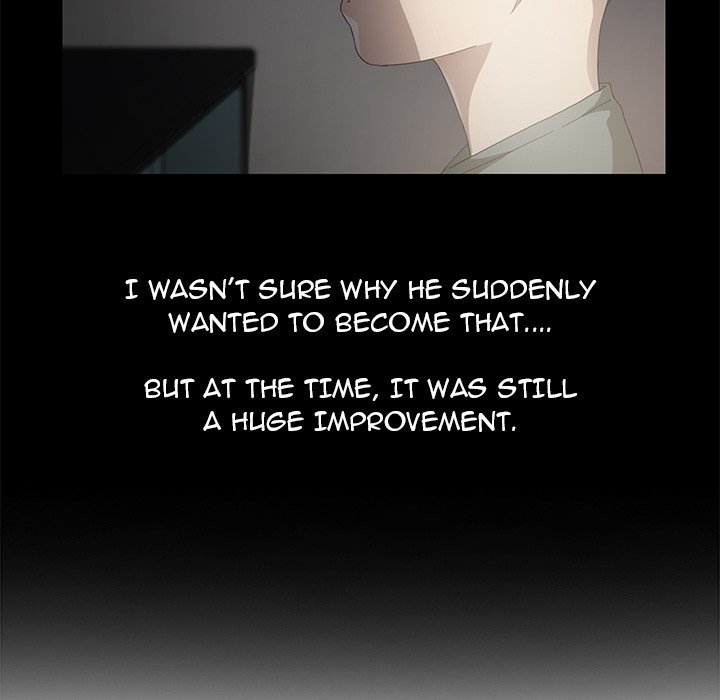 I WASN'T SURE WHY HE SUDDENLY
WANTED TO BECOME THAT....
BUT AT THE TIME, IT WAS STILL
A HUGE IMPROVEMENT.